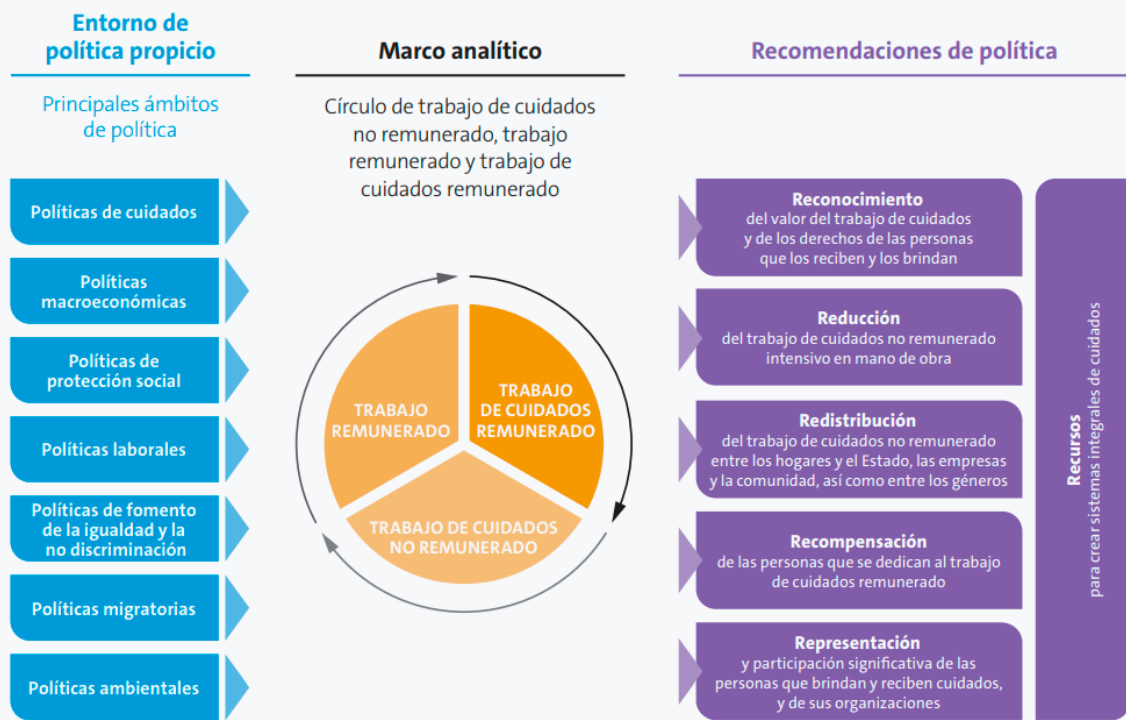 Entorno de
política propicio
Principales ámbitos
de política
Políticas de cuidados
Políticas
macroeconómicas
Políticas de
protección social
Políticas laborales
Políticas de fomento
de la igualdad y la
no discriminación
Políticas migratorias
Políticas ambientales
Marco analítico
Círculo de trabajo de cuidados
no remunerado, trabajo
remunerado y trabajo de
cuidados remunerado
TRABAJO
REMUNERADO
TRABAJO
DE CUIDADOS
REMUNERADO
TRABAJO DE CUIDADOS
NO REMUNERADO
Recomendaciones de política
Reconocimiento
del valor del trabajo de cuidados
y de los derechos de las personas
que los reciben y los brindan
Reducción
del trabajo de cuidados no remunerado
intensivo en mano de obra
Redistribución
del trabajo de cuidados no remunerado
entre los hogares y el Estado, las empresas
y la comunidad, así como entre los géneros
Recompensación
de las personas que se dedican al trabajo
de cuidados remunerado
Representación
y participación significativa de las
personas que brindan y reciben cuidados,
y de sus organizaciones
Recursos
para crear sistemas integrales de cuidados